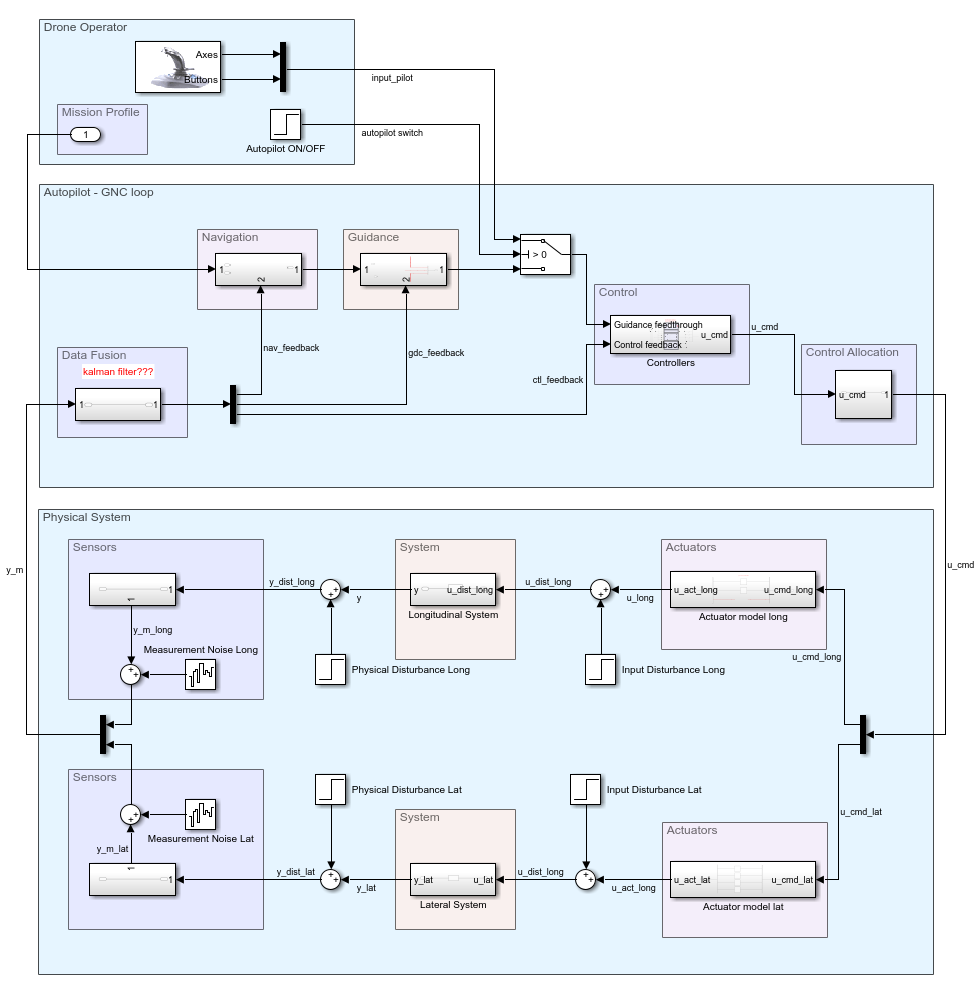 Drone Operator
Axes
Buttons
input_pilot
Mission Profile
1
autopilot switch
Autopilot ON/OFF
Autopilot - GNC loop
Navigation
Guidance
> 0
1
2
1
1
2
1
Control
Guidance feedthrough
u_cmd
Control feedback
Controllers
u_cmd
nav_feedback
gdc_feedback
ctl_feedback
Data Fusion
kalman filter???
1
1
Control Allocation
u_cmd
1
Physical System
Sensors
System
Actuators
y_m
u_cmd
1
1
y_dist_long
y
y
u_dist_long
Longitudinal System
u_dist_long
u_long
u_act_long
u_cmd_long
Actuator model long
y_m_long
Measurement Noise Long
Physical Disturbance Long
Input Disturbance Long
u_cmd_long
Sensors
Measurement Noise Lat
Physical Disturbance Lat
Input Disturbance Lat
System
Actuators
u_cmd_lat
y_m_lat
1
1
y_dist_lat
y_lat
y_lat
u_lat
Lateral System
u_dist_long
u_act_long
u_act_lat
u_cmd_lat
Actuator model lat